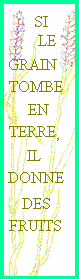 SI
LE
GRAIN
TOMBE
EN
TERRE,
IL
DONNE
DES
FRUITS